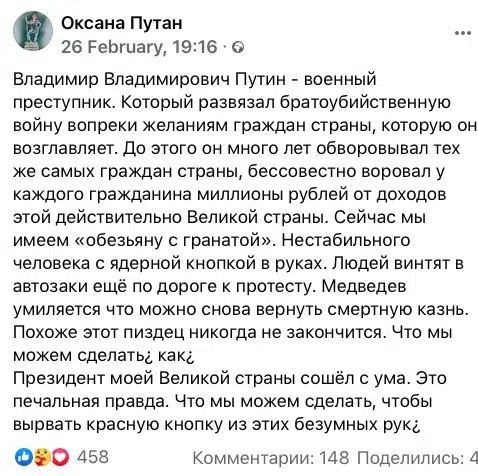 Оксана Путан
26 February, 19:16 ·
Владимир Владимирович Путин - военный
преступник. Который развязал братоубийственную
войну вопреки желаниям граждан страны, которую он
возглавляет. До этого он много лет обворовывал тех
же самых граждан страны, бессовестно воровал у
каждого гражданина миллионы рублей от доходов
этой действительно Великой страны. Сейчас мы
имеем «обезьяну с гранатой». Нестабильного
человека с ядерной кнопкой в руках. Людей винтят в
автозаки ещё по дороге к протесту. Медведев
умиляется что можно снова вернуть смертную казнь.
Похоже этот пиздец никогда не закончится. Что мы
можем сделать¿ как¿
Президент моей Великой страны сошёл с ума. Это
печальная правда. Что мы можем сделать, чтобы
вырвать красную кнопку из этих безумных рук¿
458 Комментарии: 148 Поделились: 4